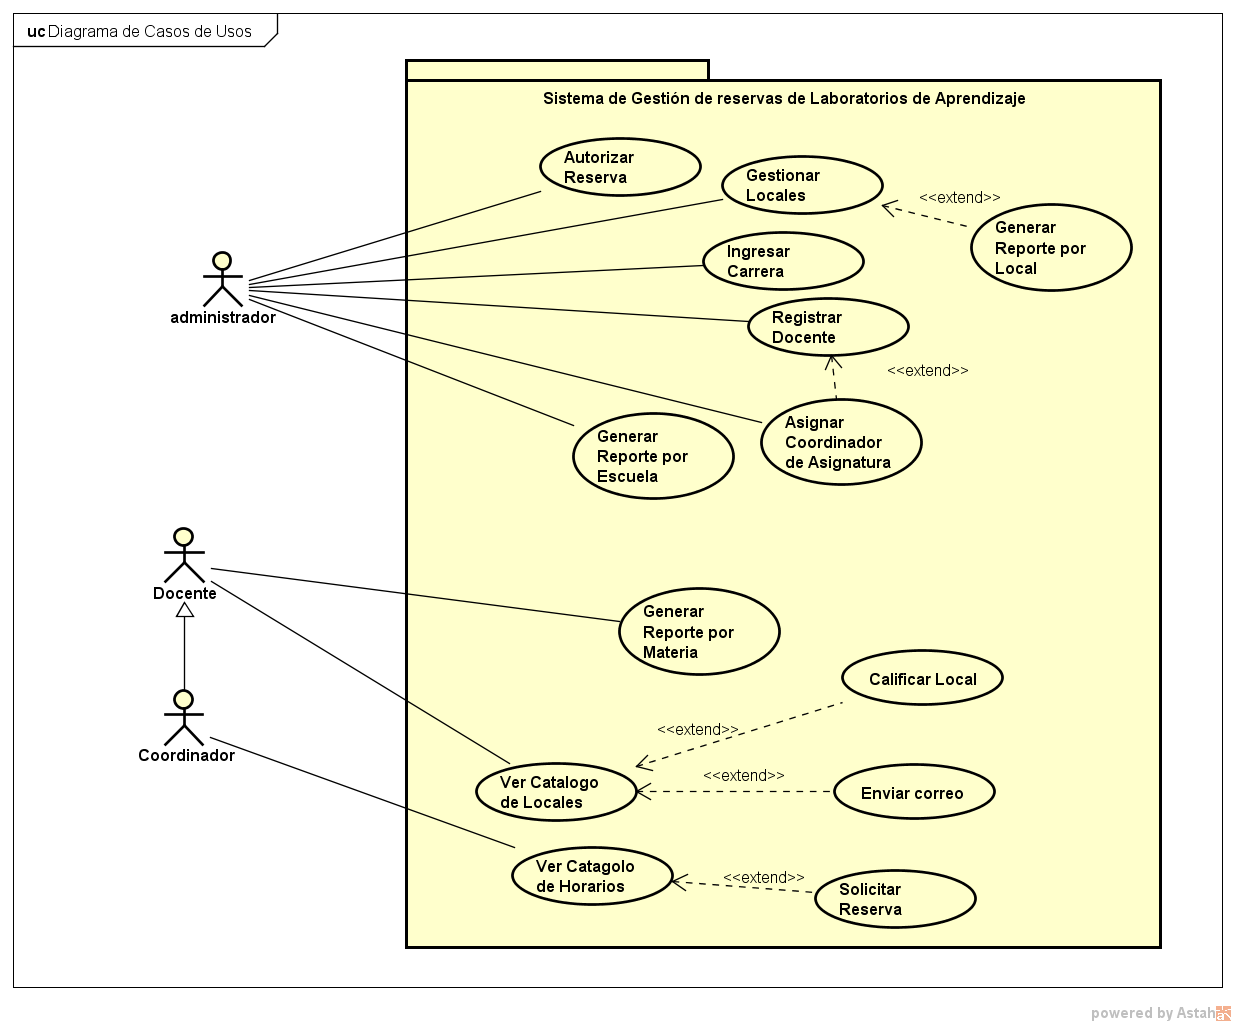 uc Diagrama de Casos de Usos
Sistema de Gestión de reservas de Laboratorios de Aprendizaje
Autorizar
Reserva
Gestionar
Locales
<<extend>>
Generar
Reporte por
Local
Ingresar
Carrera
administrador
Registrar
Docente
<<extend>>
Asignar
Coordinador
de Asignatura
Generar
Reporte por
Escuela
Docente
Generar
Reporte por
Materia
Calificar Local
<<extend>>
Coordinador
<<extend>>
Ver Catalogo
de Locales
Enviar correo
Ver Catagolo
de Horarios
<<extend>>
Solicitar
Reserva
powered by Astah